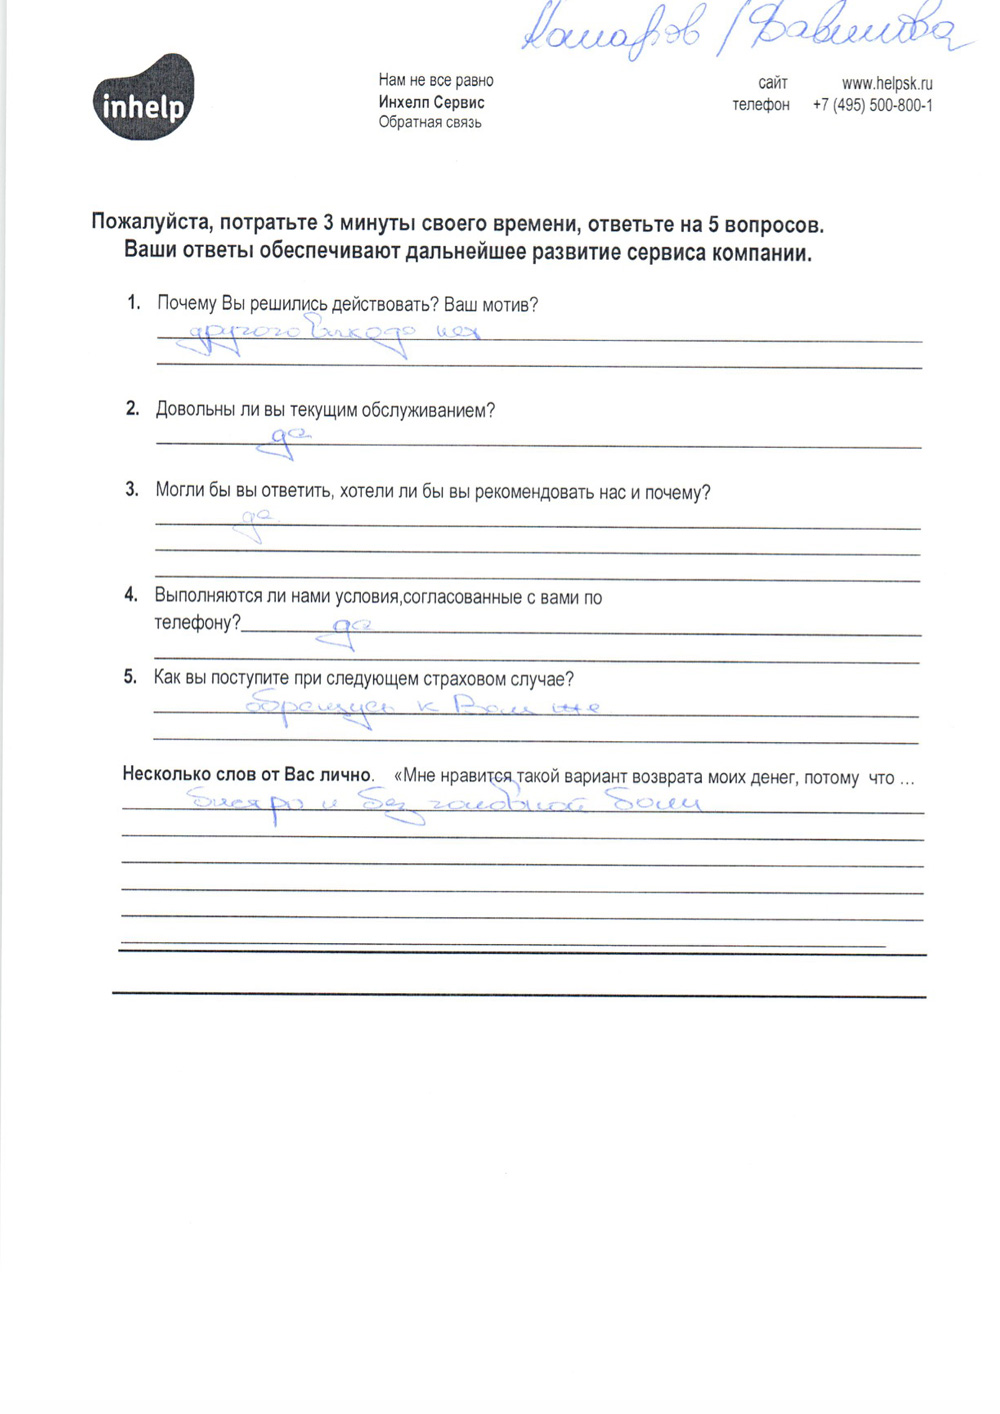 inhelp
Нам не все равно
Инхелп Сервис
Обратная связь
сайт www.helpsk.ru
телефон +7 (495) 500-800-1
Пожалуйста, потратьте 3 минуты своего времени, ответьте на 5 вопросов.
Ваши ответы обеспечивают дальнейшее развитие сервиса компании.
1. Почему Вы решились действовать? Ваш мотив?
другого выхода нет
2. Довольны ли вы текущим обслуживанием?
да
3. Могли бы вы ответить, хотели ли бы вы рекомендовать нас и почему?
да
4. Выполняются ли нами условия,согласованные с вами по
телефону? да
5. Как вы поступите при следующем страховом случае?
обращусь к Вам же
Несколько слов от Вас лично. «Мне нравится такой вариант возврата моих денег, потому что ...
быстро и без головной боли